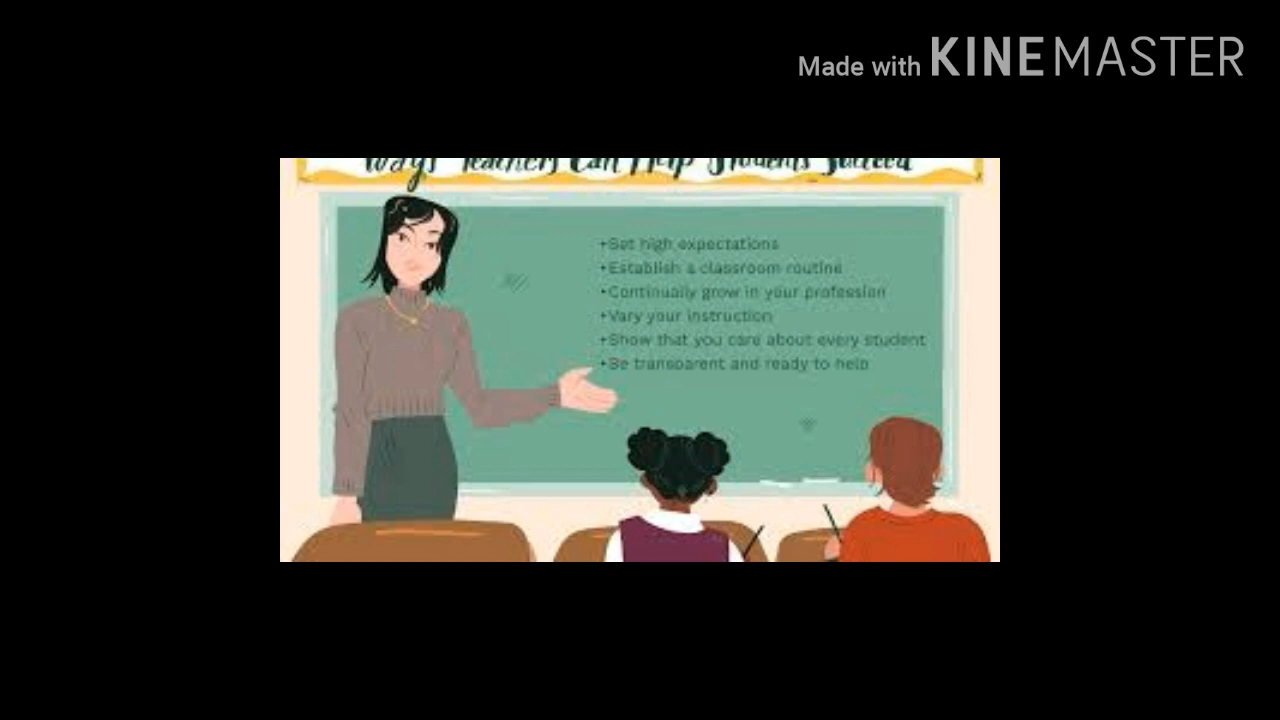 Made with KINEMASTER
Ways Teachers Can Help Students Succeed
•Set high expectations
•Establish a classroom routine
•Continually grow in your profession
•Vary your instruction
•Show that you care about every student
•Be transparent and ready to help